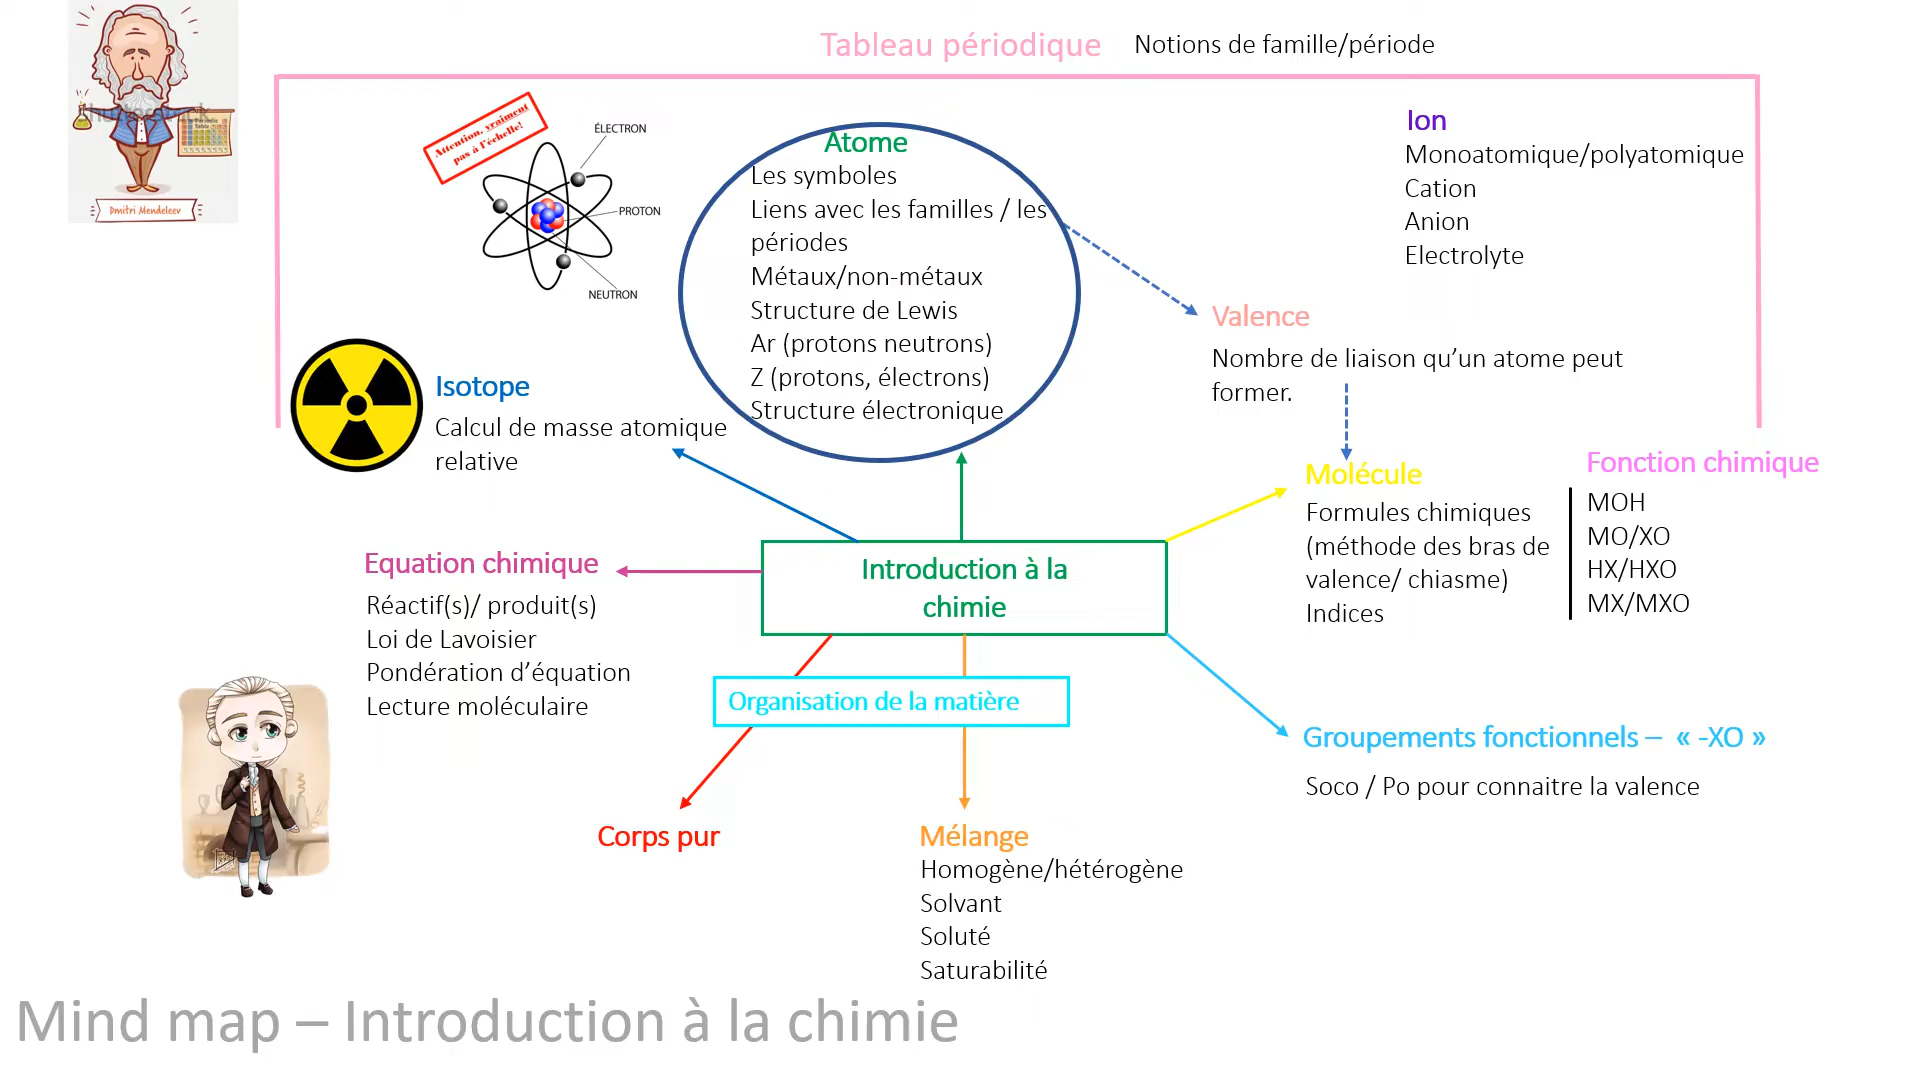 Tableau périodique
Notions de famille/période
Dmitri Mendeleev
Attention, vraiment
pas à l'échelle!
ÉLECTRON
PROTON
NEUTRON
Atome
Les symboles
Liens avec les familles / les
périodes
Métaux/non-métaux
Structure de Lewis
Ar (protons neutrons)
Z (protons, électrons)
Structure électronique
Ion
Monoatomique/polyatomique
Cation
Anion
Electrolyte
Valence
Nombre de liaison qu’un atome peut
former.
Isotope
Calcul de masse atomique
relative
Molécule
Formules chimiques
(méthode des bras de
valence/ chiasme)
Indices
Fonction chimique
MOH
MO/XO
HX/HXO
MX/MXO
Introduction à la
chimie
Equation chimique
Réactif(s)/ produit(s)
Loi de Lavoisier
Pondération d’équation
Lecture moléculaire
Organisation de la matière
Groupements fonctionnels – « -XO »
Soco / Po pour connaitre la valence
Corps pur
Mélange
Homogène/hétérogène
Solvant
Soluté
Saturabilité
Mind map – Introduction à la chimie